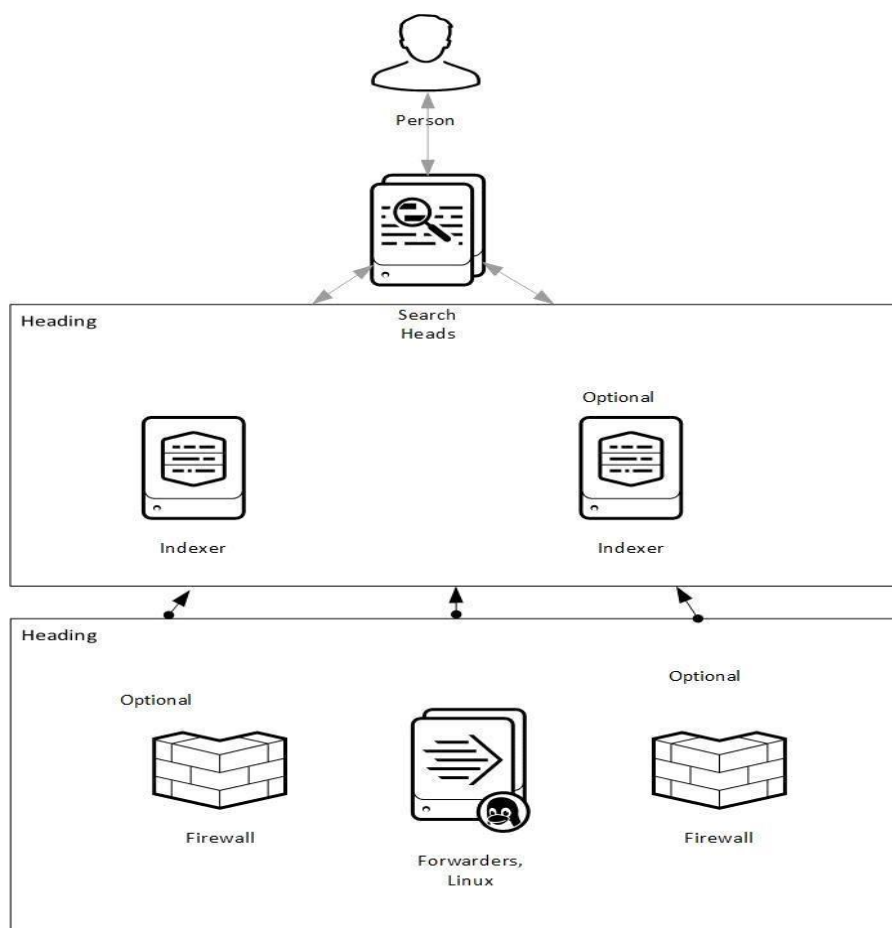 Person
Search
Heads
Heading
Optional
Indexer
Indexer
Heading
Optional
Optional
Firewall
Forwarders,
Linux
Firewall